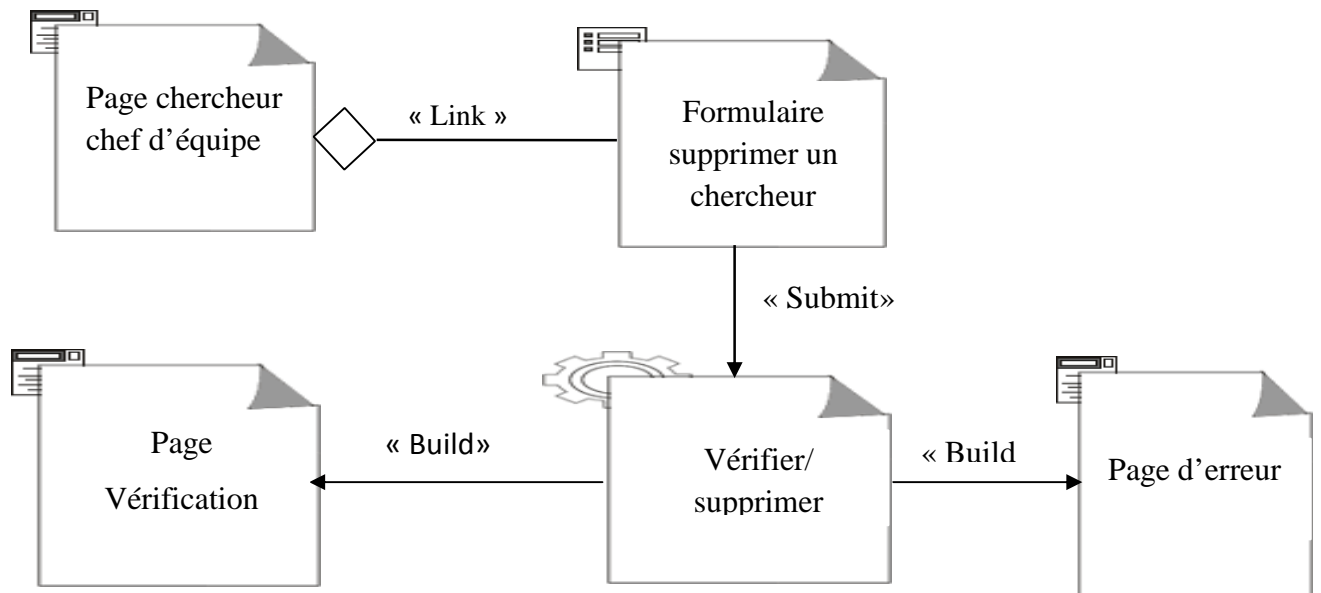 Page chercheur
chef d’équipe
« Link »
Formulaire
supprimer un
chercheur
« Submit»
Page
Vérification
« Build»
Vérifier/
supprimer
« Build
Page d’erreur